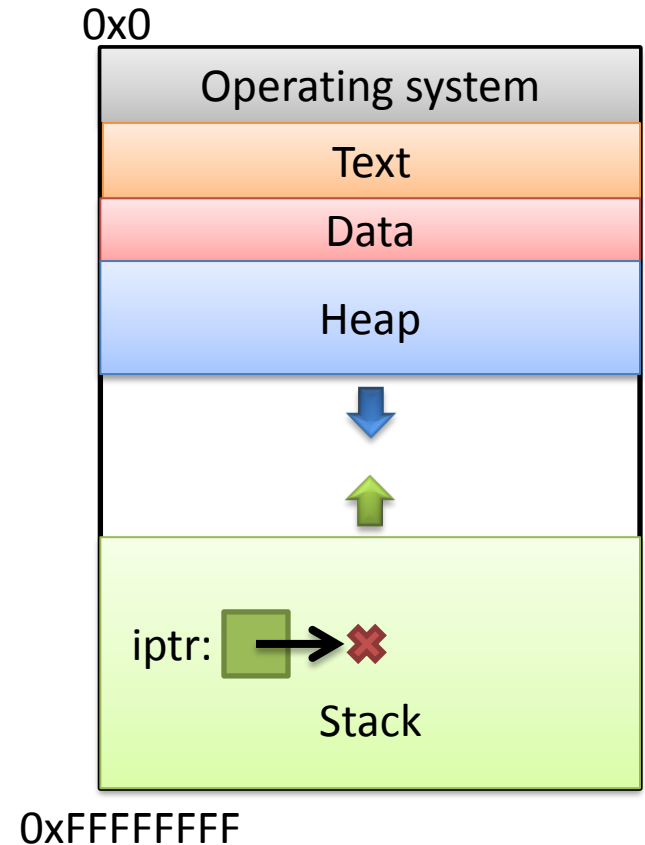 0x0
Operating system
Text
Data
Heap
iptr:
Stack
0xFFFFFFFF